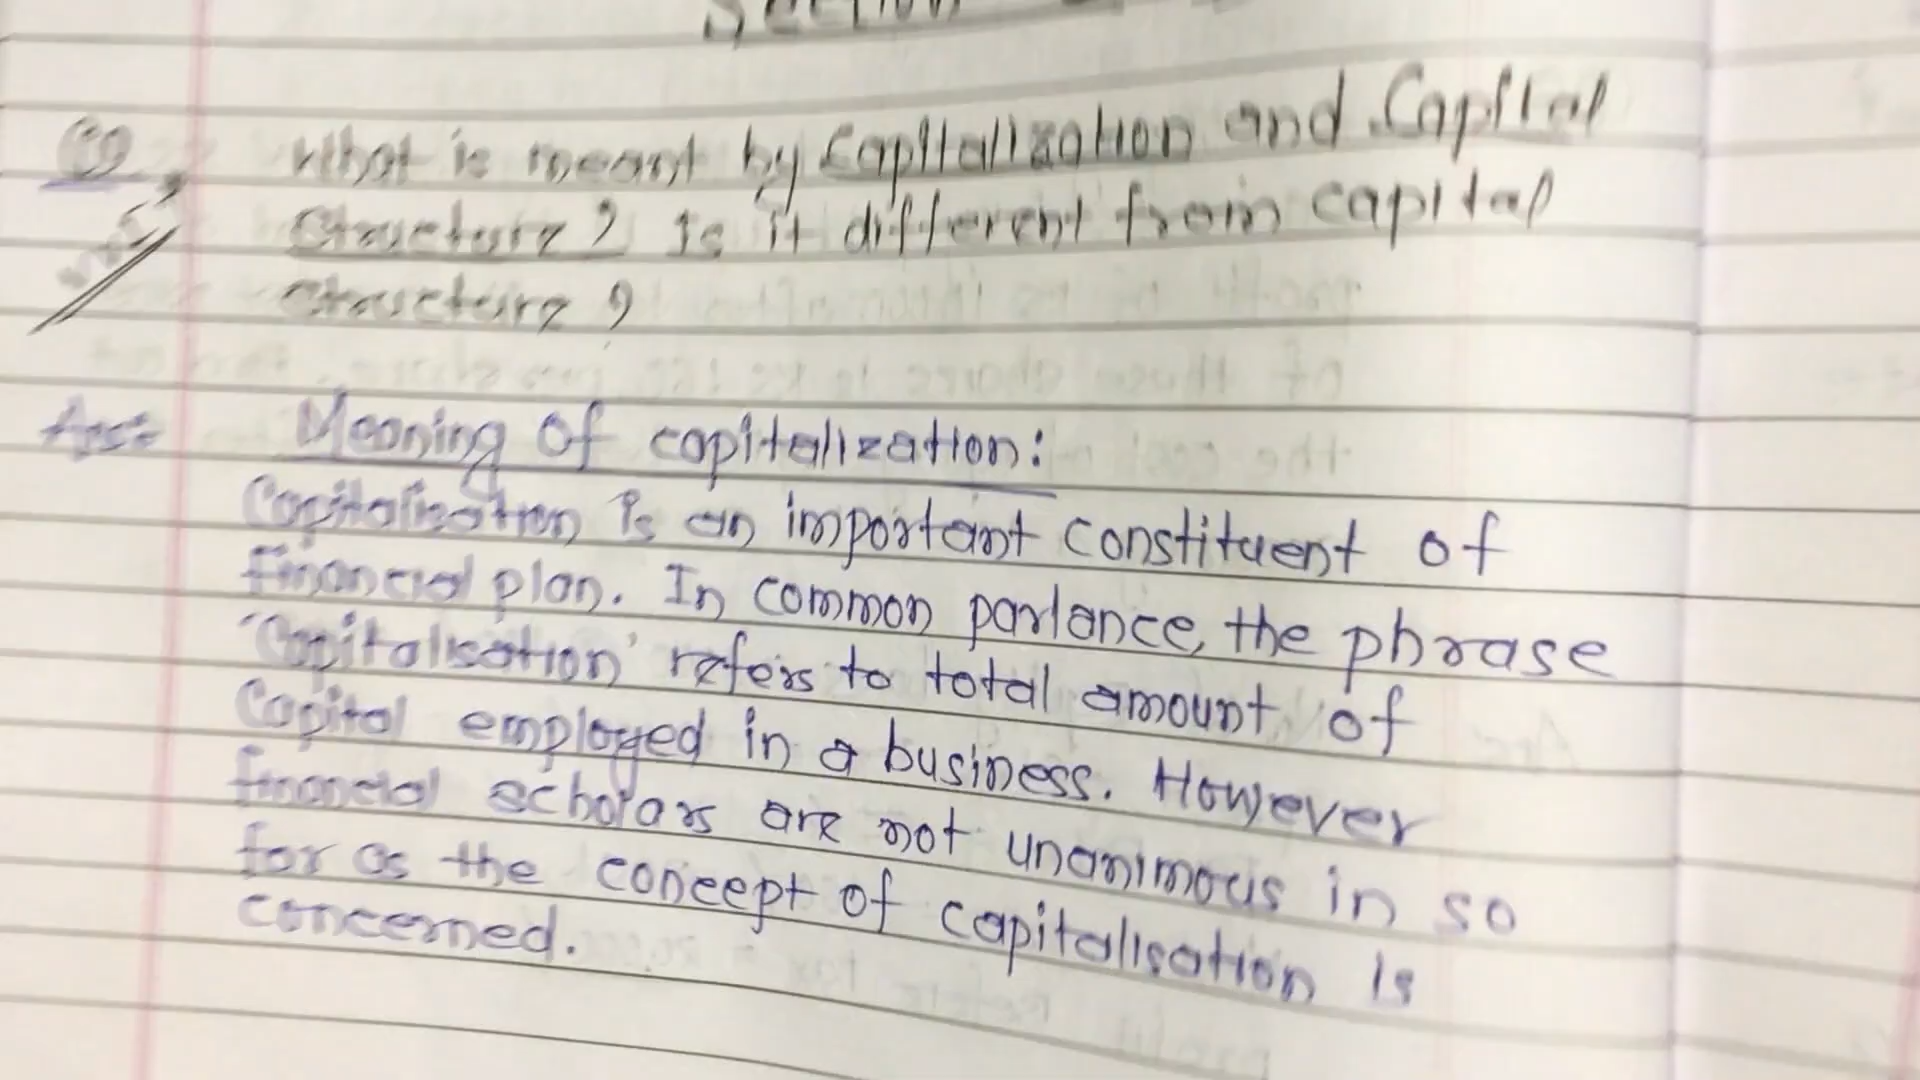 Section
What is meant by Capitalization and Capital
Structure? Is it different from capital
Structure?
Ans:
Meaning of capitalization:
Capitalisation is an important constituent of
financial plan. In common parlance, the phrase
'Capitalisation' refers to total amount of
Capital employed in a business. However
financial scholars are not unanimous in so
for as the concept of capitalisation is
concerned.